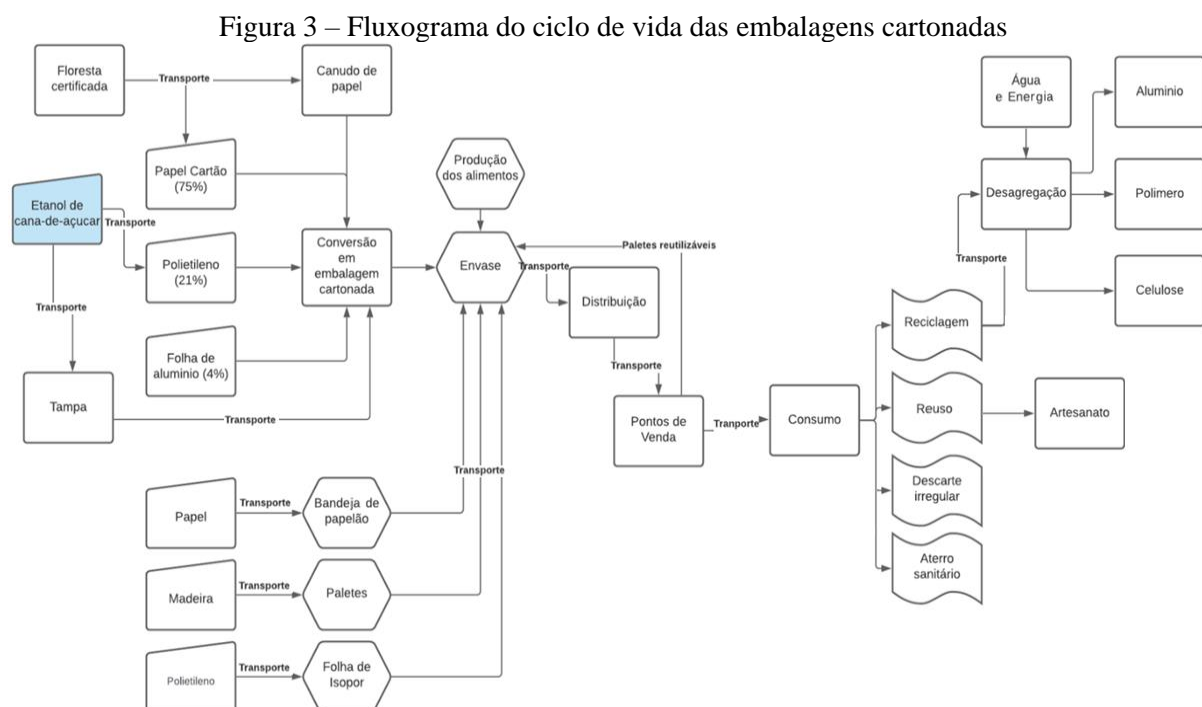 Figura 3 – Fluxograma do ciclo de vida das embalagens cartonadas
Floresta
certificada
Transporte
Canudo de
papel
Papel Cartão
(75%)
Etanol de
cana-de-açucar
Transporte
Polietileno
(21%)
Conversão
em
embalagem
cartonada
Transporte
Folha de
aluminio (4%)
Tampa
Transporte
Produção
dos alimentos
Envase
Paletes reutilizáveis
Transporte
Distribuição
Transporte
Pontos de
Venda
Tranporte
Consumo
Transporte
Papel
Transporte
Bandeja de
papelão
Madeira
Transporte
Paletes
Polietileno
Transporte
Folha de
Isopor
Reciclagem
Transporte
Reuso
Artesanato
Descarte
irregular
Aterro
sanitário
Água
e Energia
Desagregação
Aluminio
Polimero
Celulose